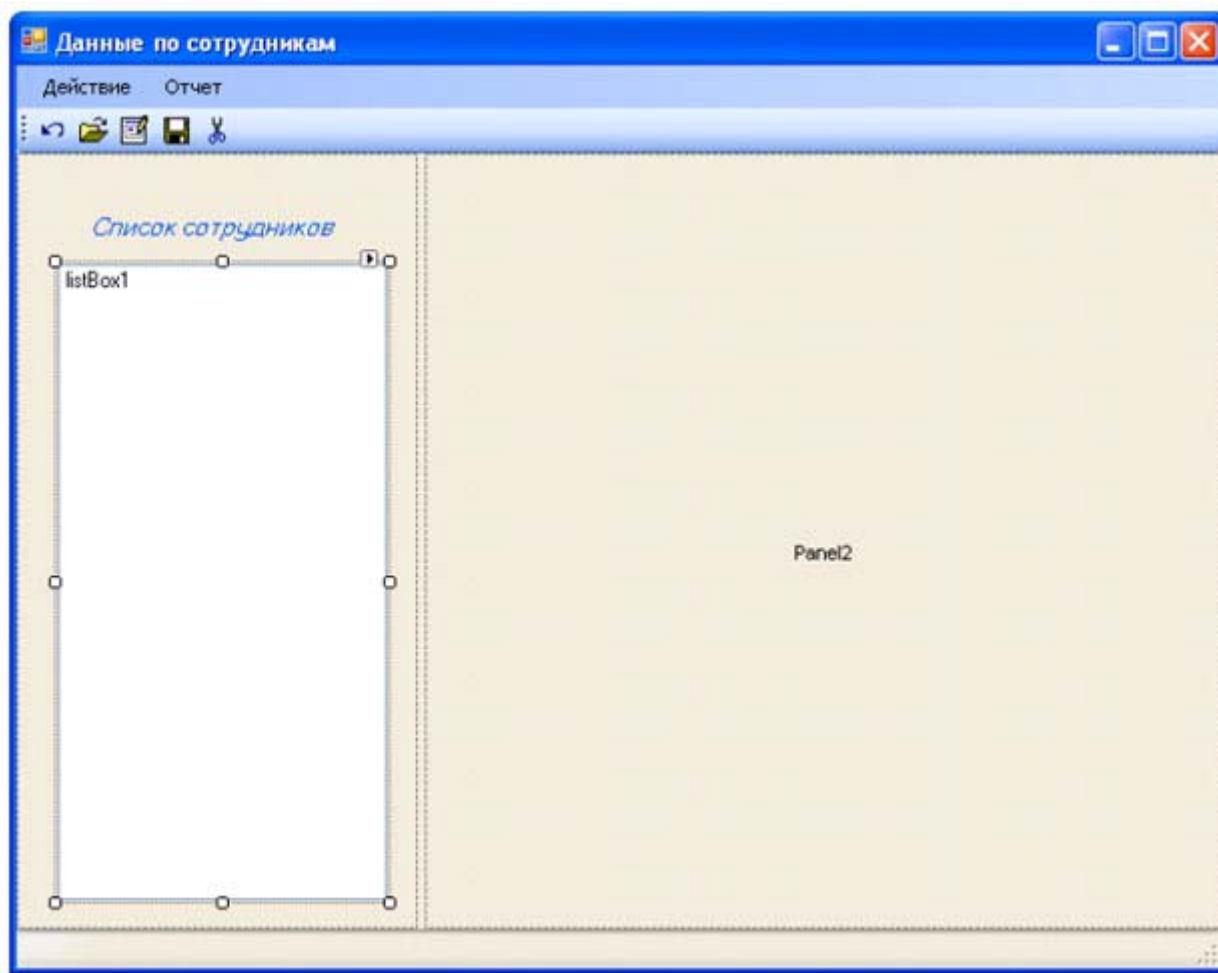 Данные по сотрудникам
Действие Отчет
Список сотрудников
listBox1
Panel2